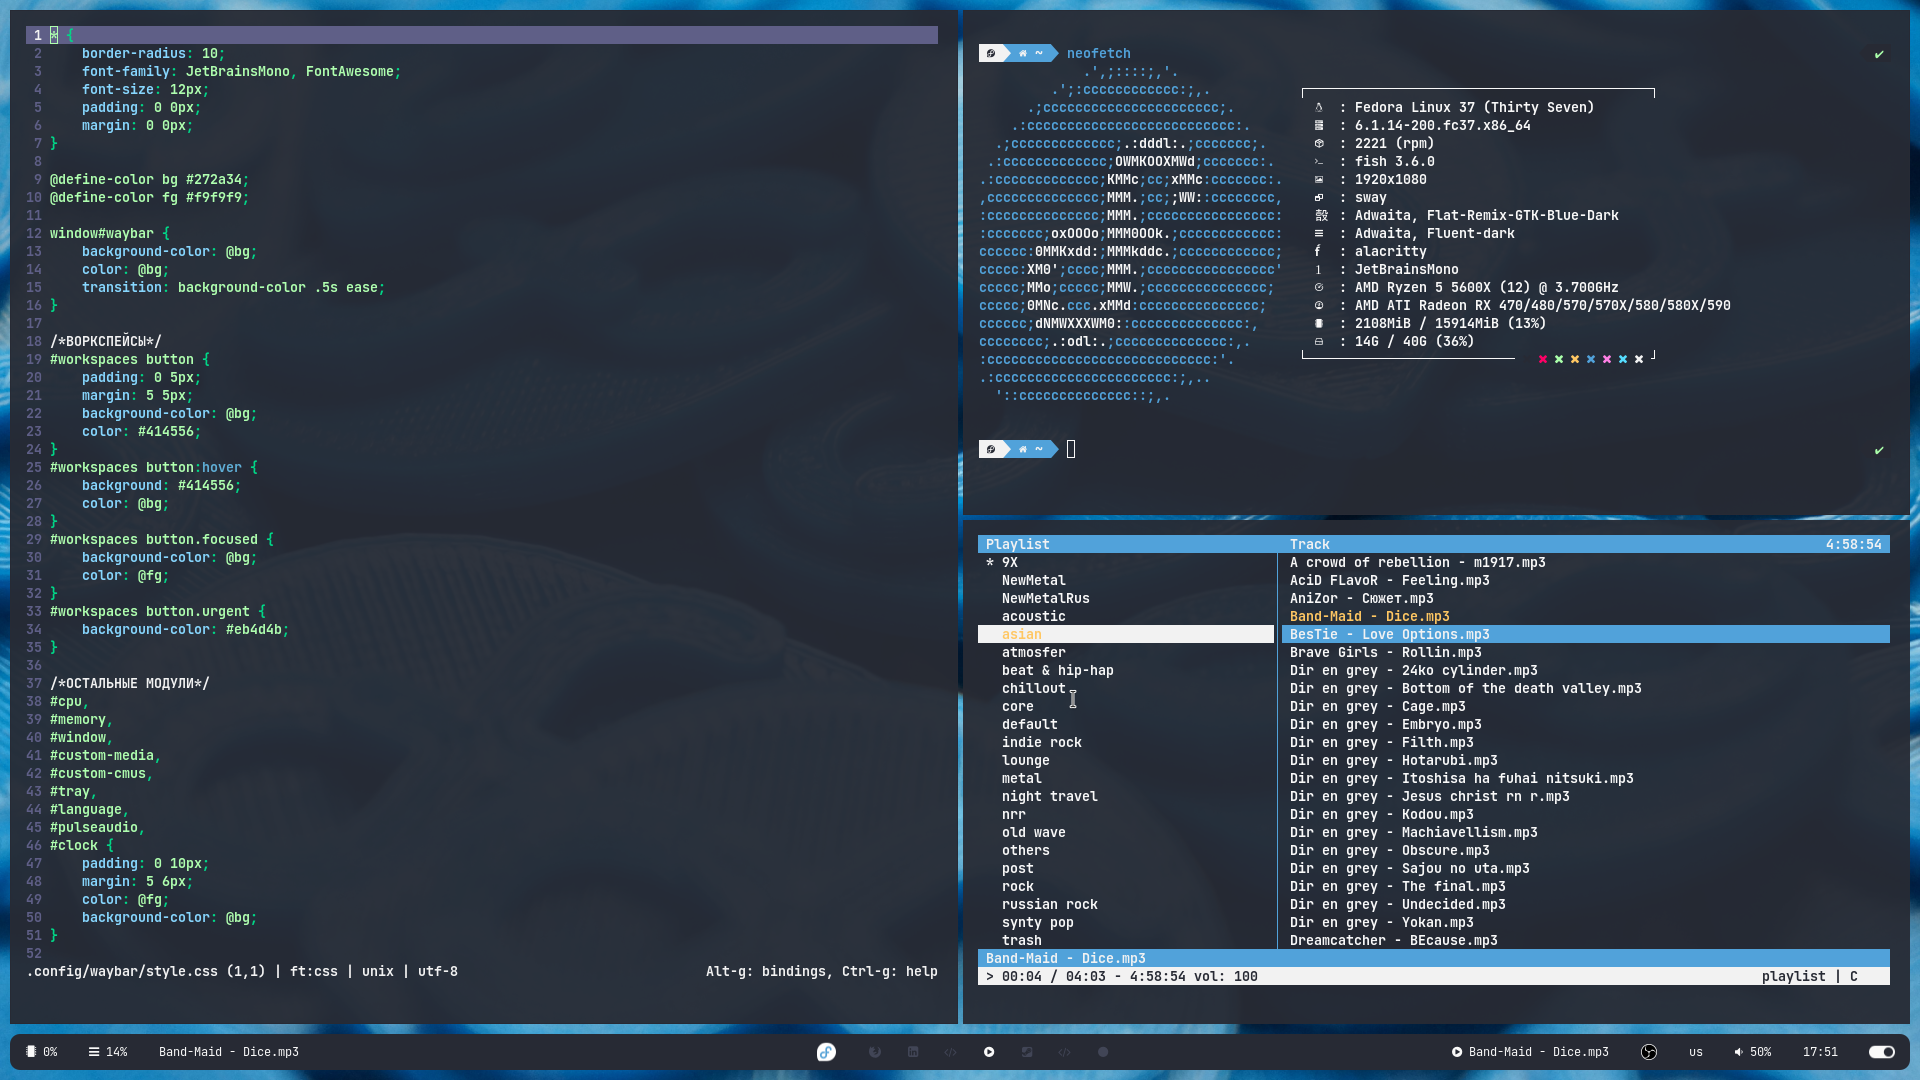 1 * {
2 border-radius: 10;
3 font-family: JetBrainsMono, FontAwesome;
4 font-size: 12px;
5 padding: 0 0px;
6 margin: 0 0px;
7 }
8
9 @define-color bg #272a34;
10 @define-color fg #f9f9f9;
11
12 window#waybar {
13 background-color: @bg;
14 color: @bg;
15 transition: background-color .5s ease;
16 }
17
18 /*ВОРКСПЕЙСЫ*/
19 #workspaces button {
20 padding: 0 5px;
21 margin: 5 5px;
22 background-color: @bg;
23 color: #414556;
24 }
25 #workspaces button:hover {
26 background: #414556;
27 color: @bg;
28 }
29 #workspaces button.focused {
30 background-color: @bg;
31 color: @fg;
32 }
33 #workspaces button.urgent {
34 background-color: #eb4d4b;
35 }
36
37 /*ОСТАЛЬНЫЕ МОДУЛИ*/
38 #cpu,
39 #memory,
40 #window,
41 #custom-media,
42 #custom-cmus,
43 #tray,
44 #language,
45 #pulseaudio,
46 #clock {
47 padding: 0 10px;
48 margin: 5 6px;
49 color: @fg;
50 background-color: @bg;
51 }
52
.config/waybar/style.css (1,1) | ft:css | unix | utf-8 Alt-g: bindings, Ctrl-g: help
~ neofetch ✔
: Fedora Linux 37 (Thirty Seven)
: 6.1.14-200.fc37.x86_64
: 2221 (rpm)
: fish 3.6.0
: 1920x1080
: sway
: Adwaita, Flat-Remix-GTK-Blue-Dark
: Adwaita, Fluent-dark
: alacritty
: JetBrainsMono
: AMD Ryzen 5 5600X (12) @ 3.700GHz
: AMD ATI Radeon RX 470/480/570/570X/580/580X/590
: 2108MiB / 15914MiB (13%)
: 14G / 40G (36%)
~ ✔
Playlist Track 4:58:54
* 9X
NewMetal
NewMetalRus
acoustic
asian
atmosfer
beat & hip-hap
chillout
core
default
indie rock
lounge
metal
night travel
nrr
old wave
others
post
rock
russian rock
synty pop
trash
A crowd of rebellion - m1917.mp3
AciD FLavoR - Feeling.mp3
AniZor - Сюжет.mp3
Band-Maid - Dice.mp3
BesTie - Love Options.mp3
Brave Girls - Rollin.mp3
Dir en grey - 24ko cylinder.mp3
Dir en grey - Bottom of the death valley.mp3
Dir en grey - Cage.mp3
Dir en grey - Embryo.mp3
Dir en grey - Filth.mp3
Dir en grey - Hotarubi.mp3
Dir en grey - Itoshisa ha fuhai nitsuki.mp3
Dir en grey - Jesus christ rn r.mp3
Dir en grey - Kodou.mp3
Dir en grey - Machiavellism.mp3
Dir en grey - Obscure.mp3
Dir en grey - Sajou no uta.mp3
Dir en grey - The final.mp3
Dir en grey - Undecided.mp3
Dir en grey - Yokan.mp3
Dreamcatcher - BEcause.mp3
Band-Maid - Dice.mp3
> 00:04 / 04:03 - 4:58:54 vol: 100 playlist | C
0% 14% Band-Maid - Dice.mp3 Band-Maid - Dice.mp3 us 50% 17:51